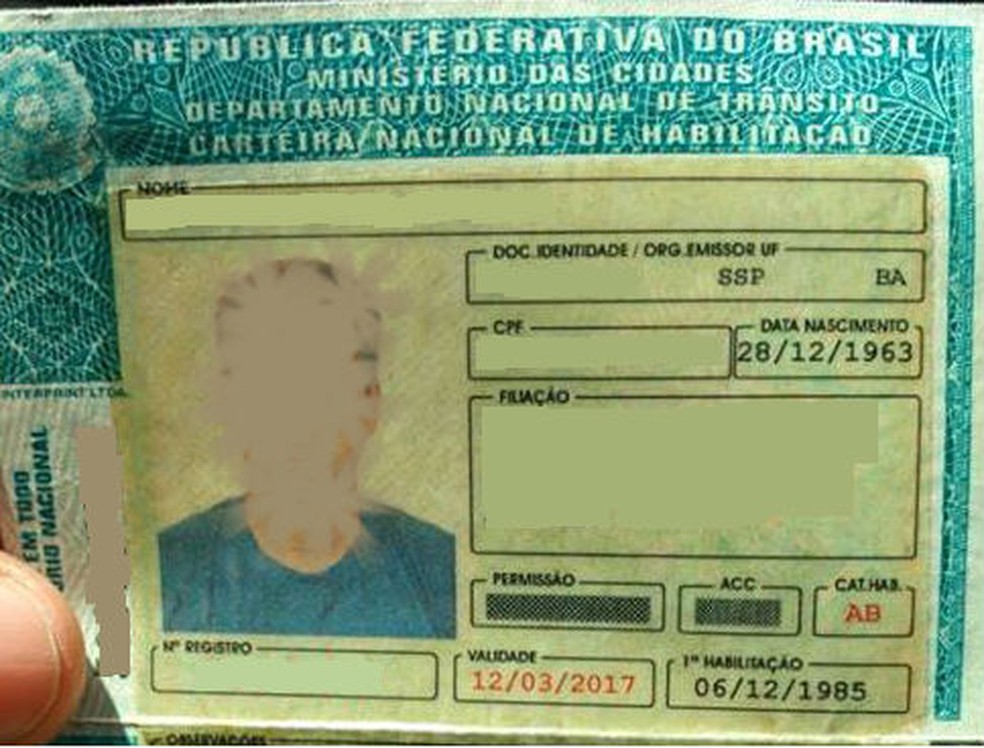 REPÚBLICA FEDERATIVA DO BRASIL
MINISTÉRIO DAS CIDADES
DEPARTAMENTO NACIONAL DE TRÂNSITO
CARTEIRA NACIONAL DE HABILITAÇÃO
NOME
DOC. IDENTIDADE / ORG. EMISSOR UF
SSP BA
CPF
DATA NASCIMENTO
28/12/1963
FILIAÇÃO
INTERPRINT LTDA.
EM TODO
NACIONAL
PERMISSÃO
ACC
CAT.HAB.
AB
Nº REGISTRO
VALIDADE
1ª HABILITAÇÃO
12/03/2017
06/12/1985
OBSERVAÇÕES